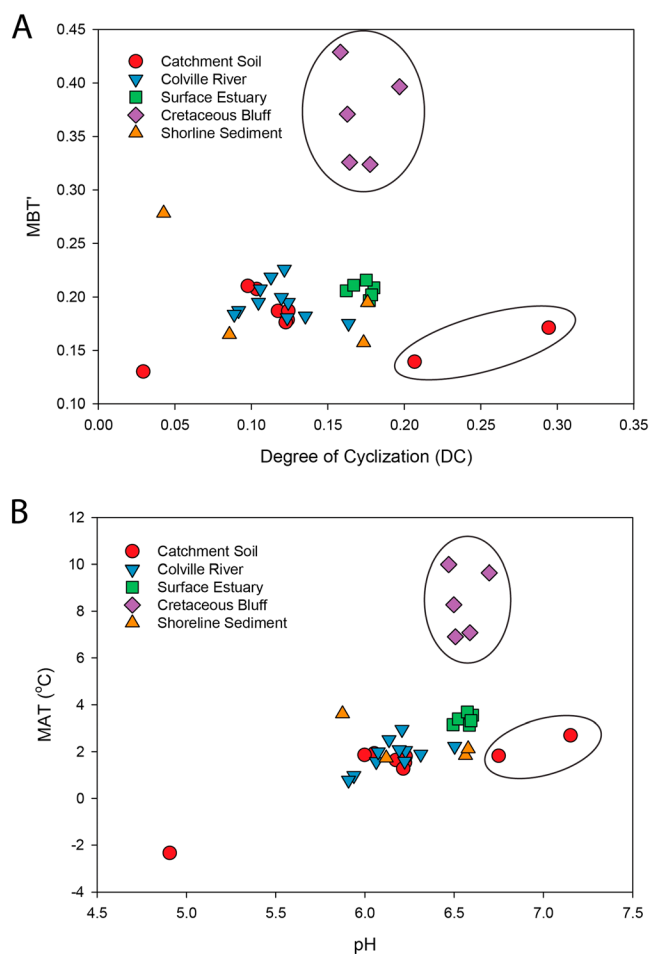 A
MBT'
0.45
0.40
0.35
0.30
0.25
0.20
0.15
0.10
Catchment Soil
Colville River
Surface Estuary
Cretaceous Bluff
Shorline Sediment
0.00 0.05 0.10 0.15 0.20 0.25 0.30 0.35
Degree of Cyclization (DC)
B
MAT (°C)
12
10
8
6
4
2
0
-2
-4
Catchment Soil
Colville River
Surface Estuary
Cretaceous Bluff
Shoreline Sediment
4.5 5.0 5.5 6.0 6.5 7.0 7.5
pH